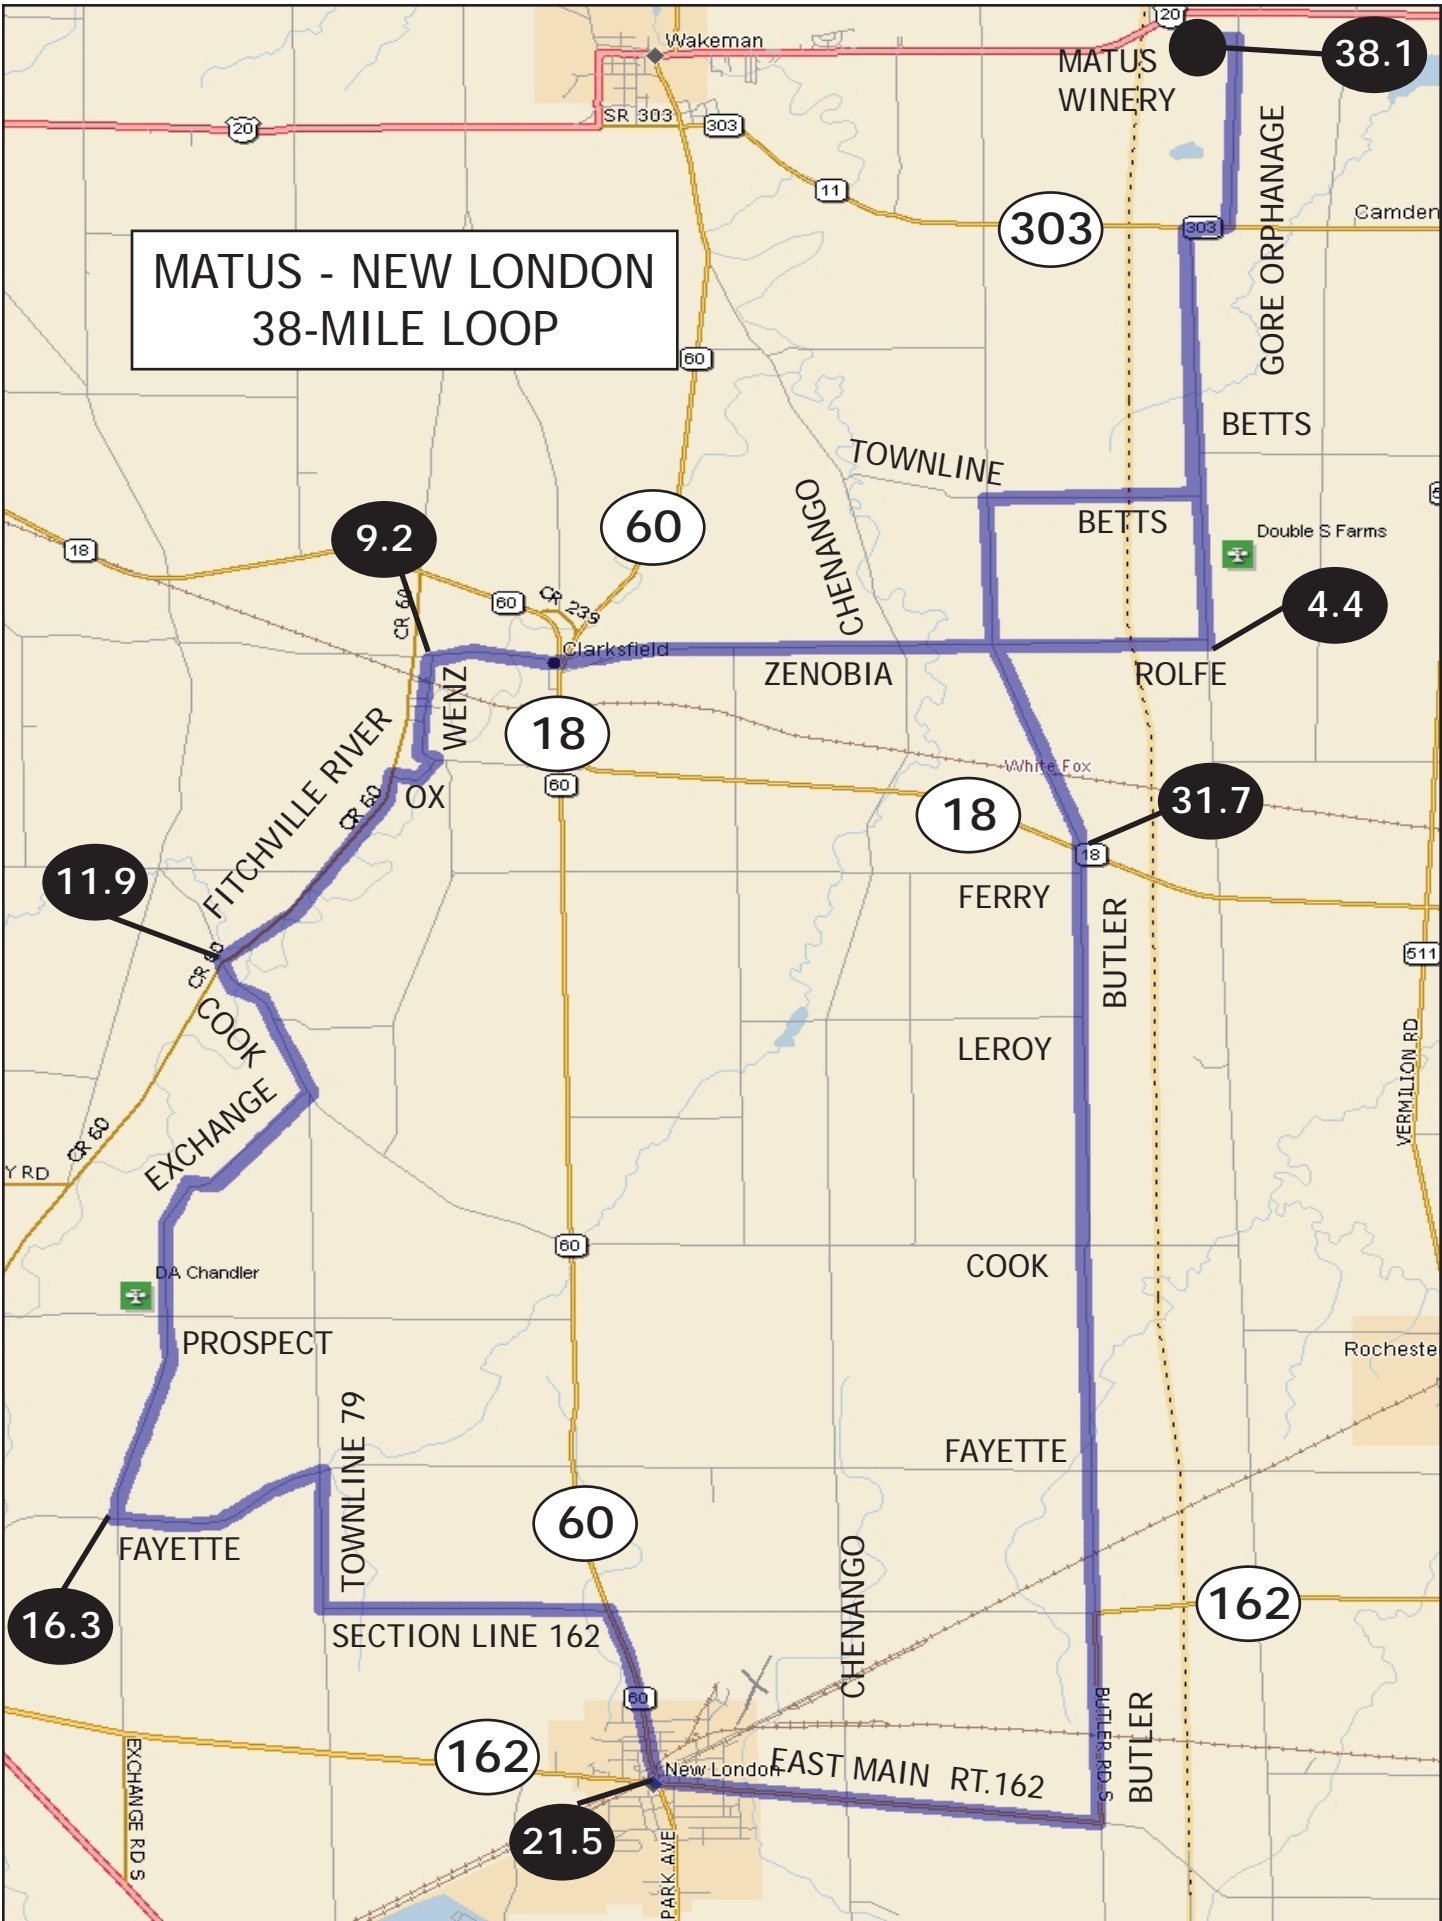 20
Wakeman
38.1
MATUS
WINERY
SR 303
303
20
11
303
303
Camden
GORE ORPHANAGE
MATUS - NEW LONDON
38-MILE LOOP
60
BETTS
TOWNLINE
CHENANGO
BETTS
Double S Farms
9.2
60
18
60
CR 60
CR 239
4.4
Clarksfield
ZENOBIA
ROLFE
WENZ
18
FITCHVILLE RIVER
White Fox
60
OX
CR 60
18
31.7
18
11.9
FERRY
BUTLER
511
CR 60
COOK
LEROY
VERMILION RD
EXCHANGE
CR 60
Y RD
60
COOK
DA Chandler
PROSPECT
Rocheste
TOWNLINE 79
FAYETTE
60
FAYETTE
CHENANGO
162
16.3
SECTION LINE 162
60
BUTLER RD S
BUTLER
162
New London
EAST MAIN RT.162
EXCHANGE RD S
21.5
PARK AVE